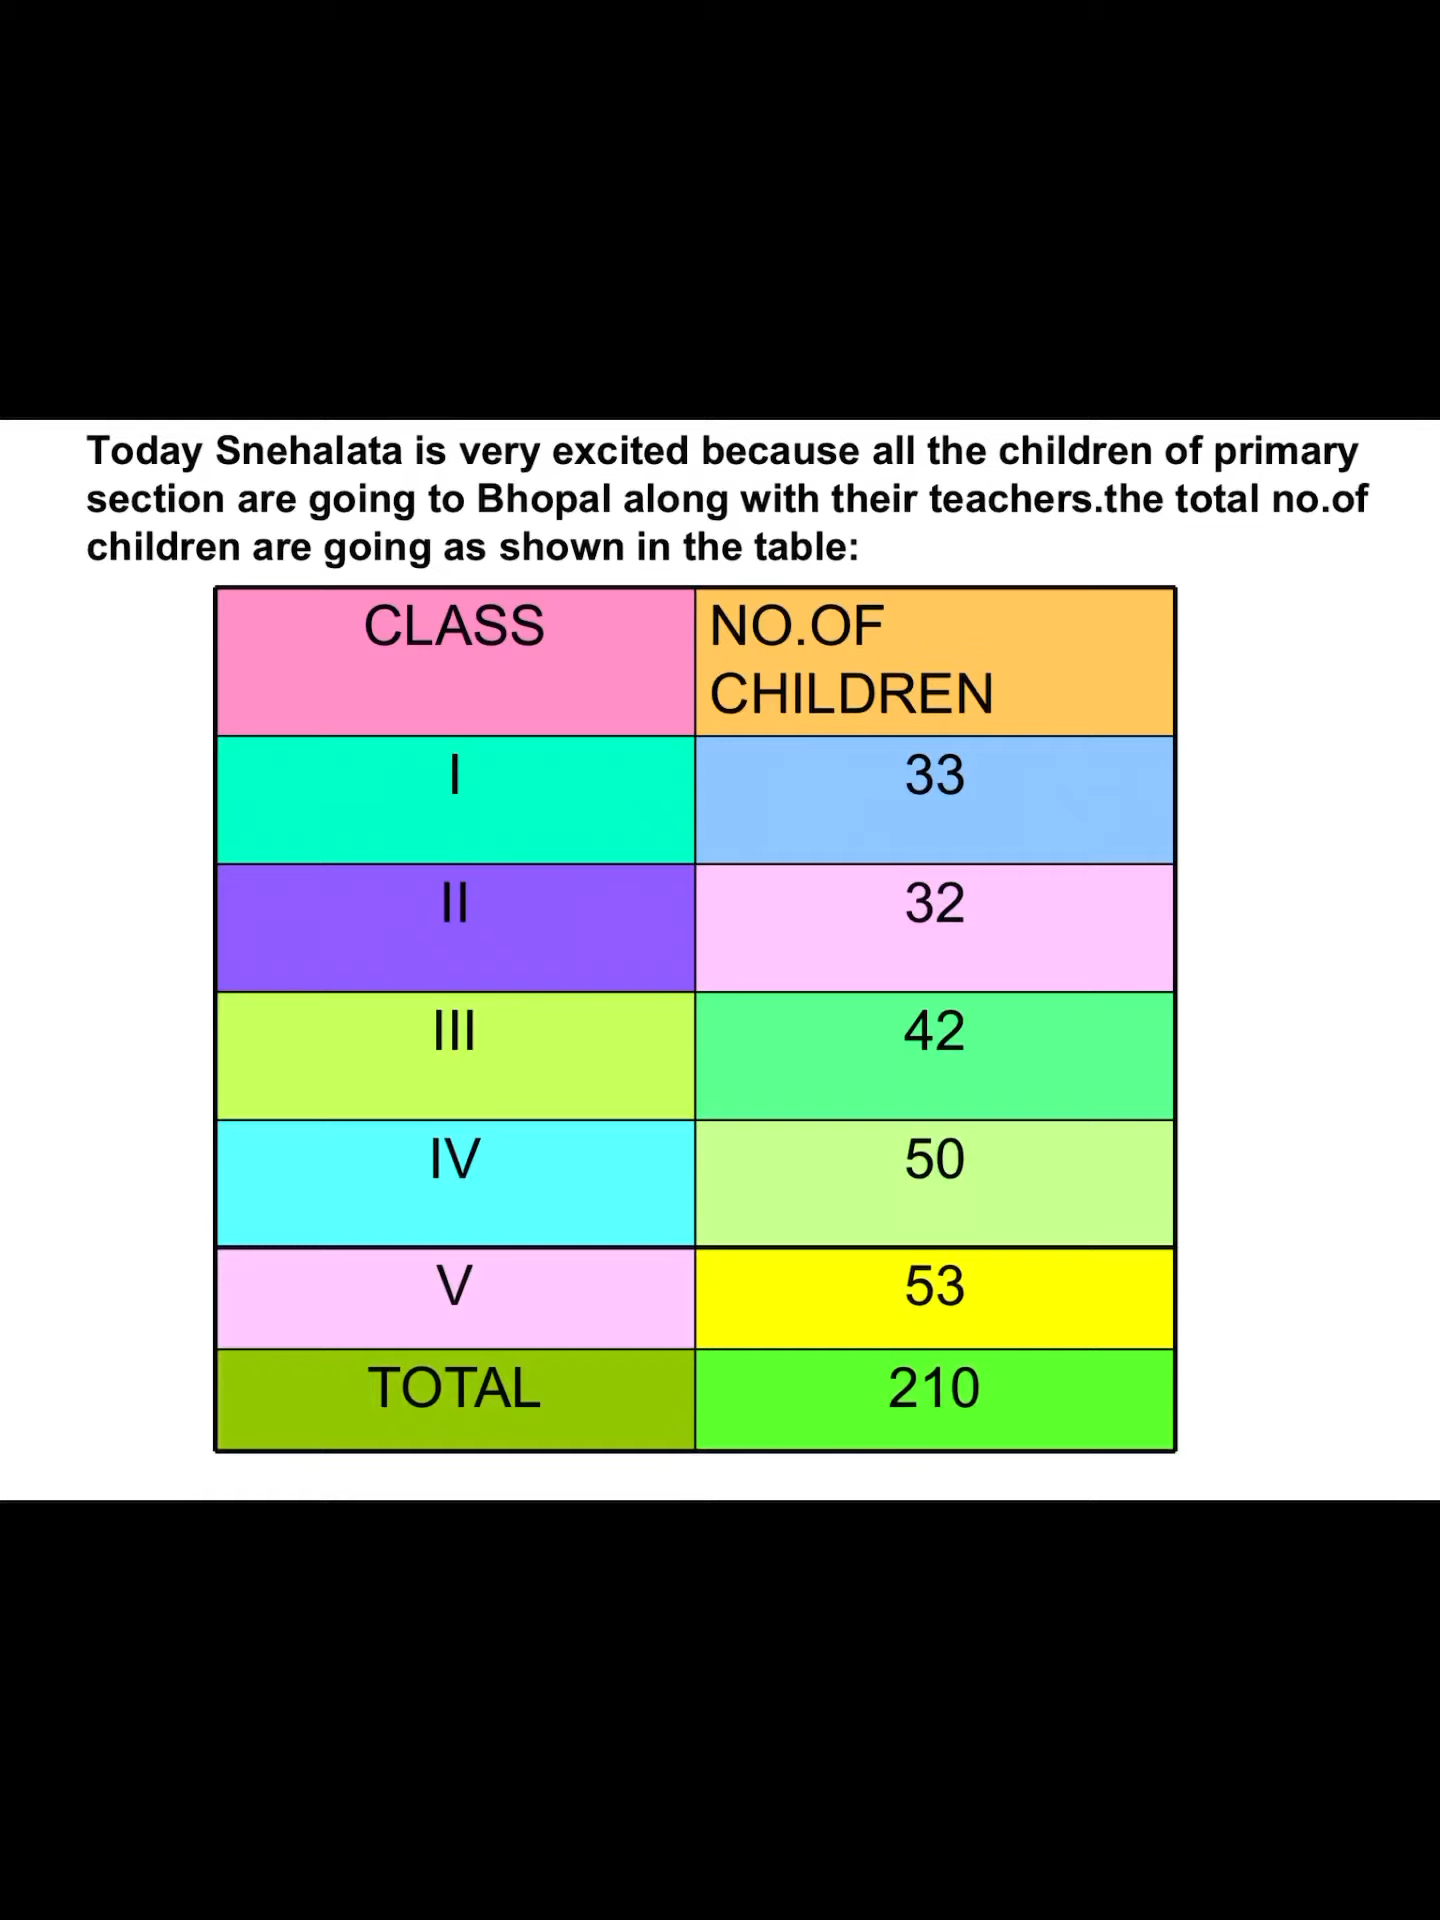 Today Snehalata is very excited because all the children of primary
section are going to Bhopal along with their teachers.the total no.of
children are going as shown in the table:
CLASS NO.OF
CHILDREN
I 33
II 32
III 42
IV 50
V 53
TOTAL 210